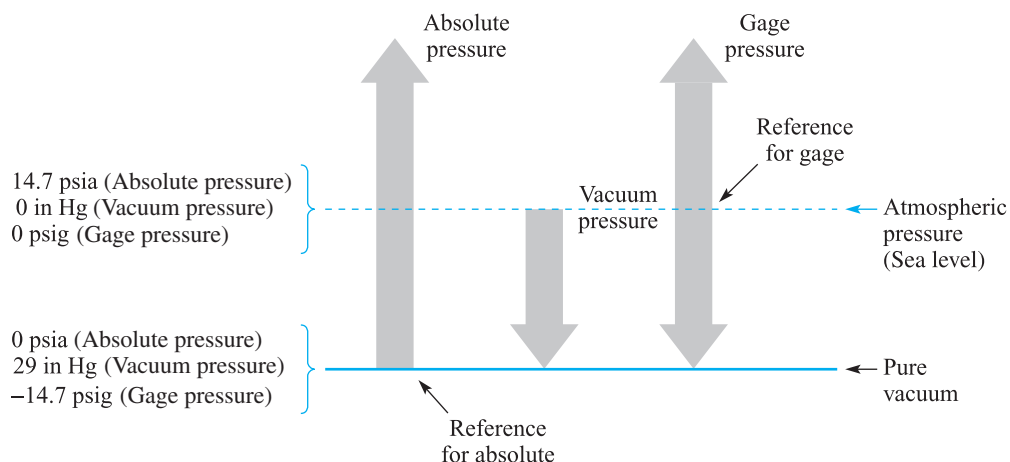 Absolute
pressure
Gage
pressure
Reference
for gage
14.7 psia (Absolute pressure)
0 in Hg (Vacuum pressure)
0 psig (Gage pressure)
Vacuum
pressure
Atmospheric
pressure
(Sea level)
0 psia (Absolute pressure)
29 in Hg (Vacuum pressure)
−14.7 psig (Gage pressure)
Pure
vacuum
Reference
for absolute